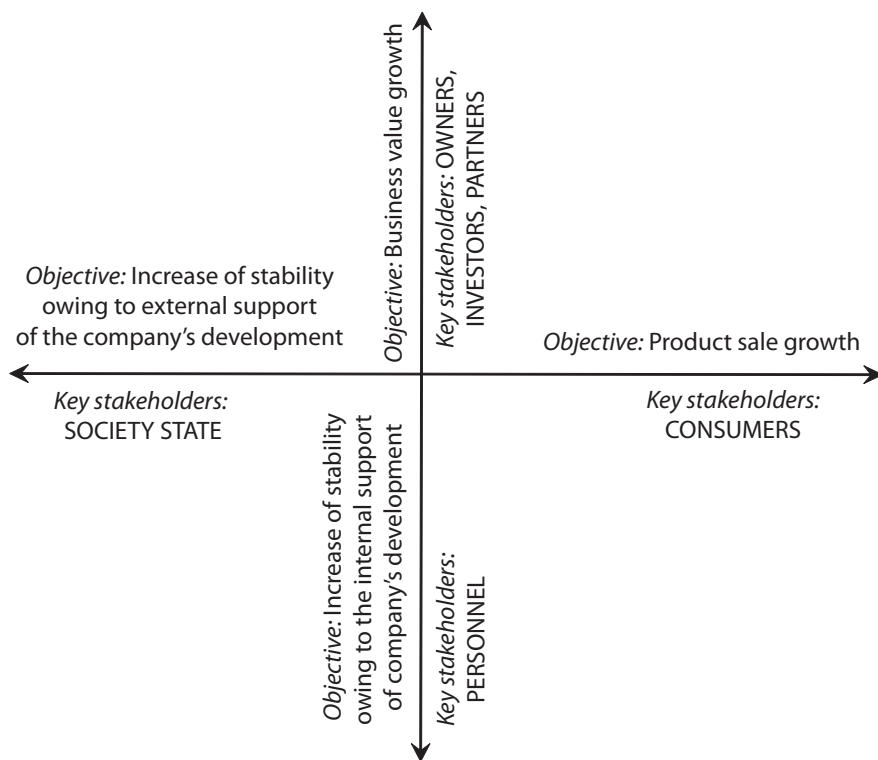 Objective: Business value growth
Key stakeholders: OWNERS,
INVESTORS, PARTNERS
Objective: Increase of stability
owing to external support
of the company's development
Key stakeholders:
SOCIETY STATE
Objective: Product sale growth
Key stakeholders:
CONSUMERS
Objective: Increase of stability
owing to the internal support
of company's development
Key stakeholders:
PERSONNEL